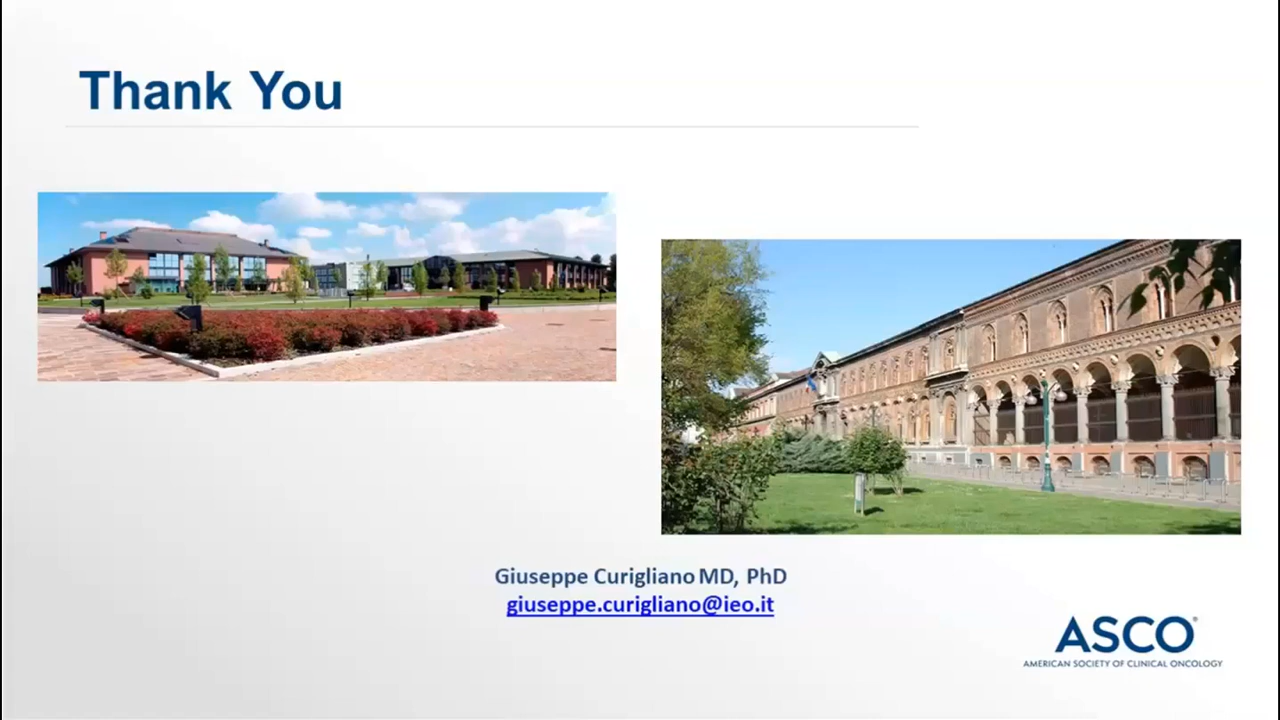 Thank You
Giuseppe Curigliano MD, PhD
giuseppe.curigliano@ieo.it
ASCO®
AMERICAN SOCIETY OF CLINICAL ONCOLOGY